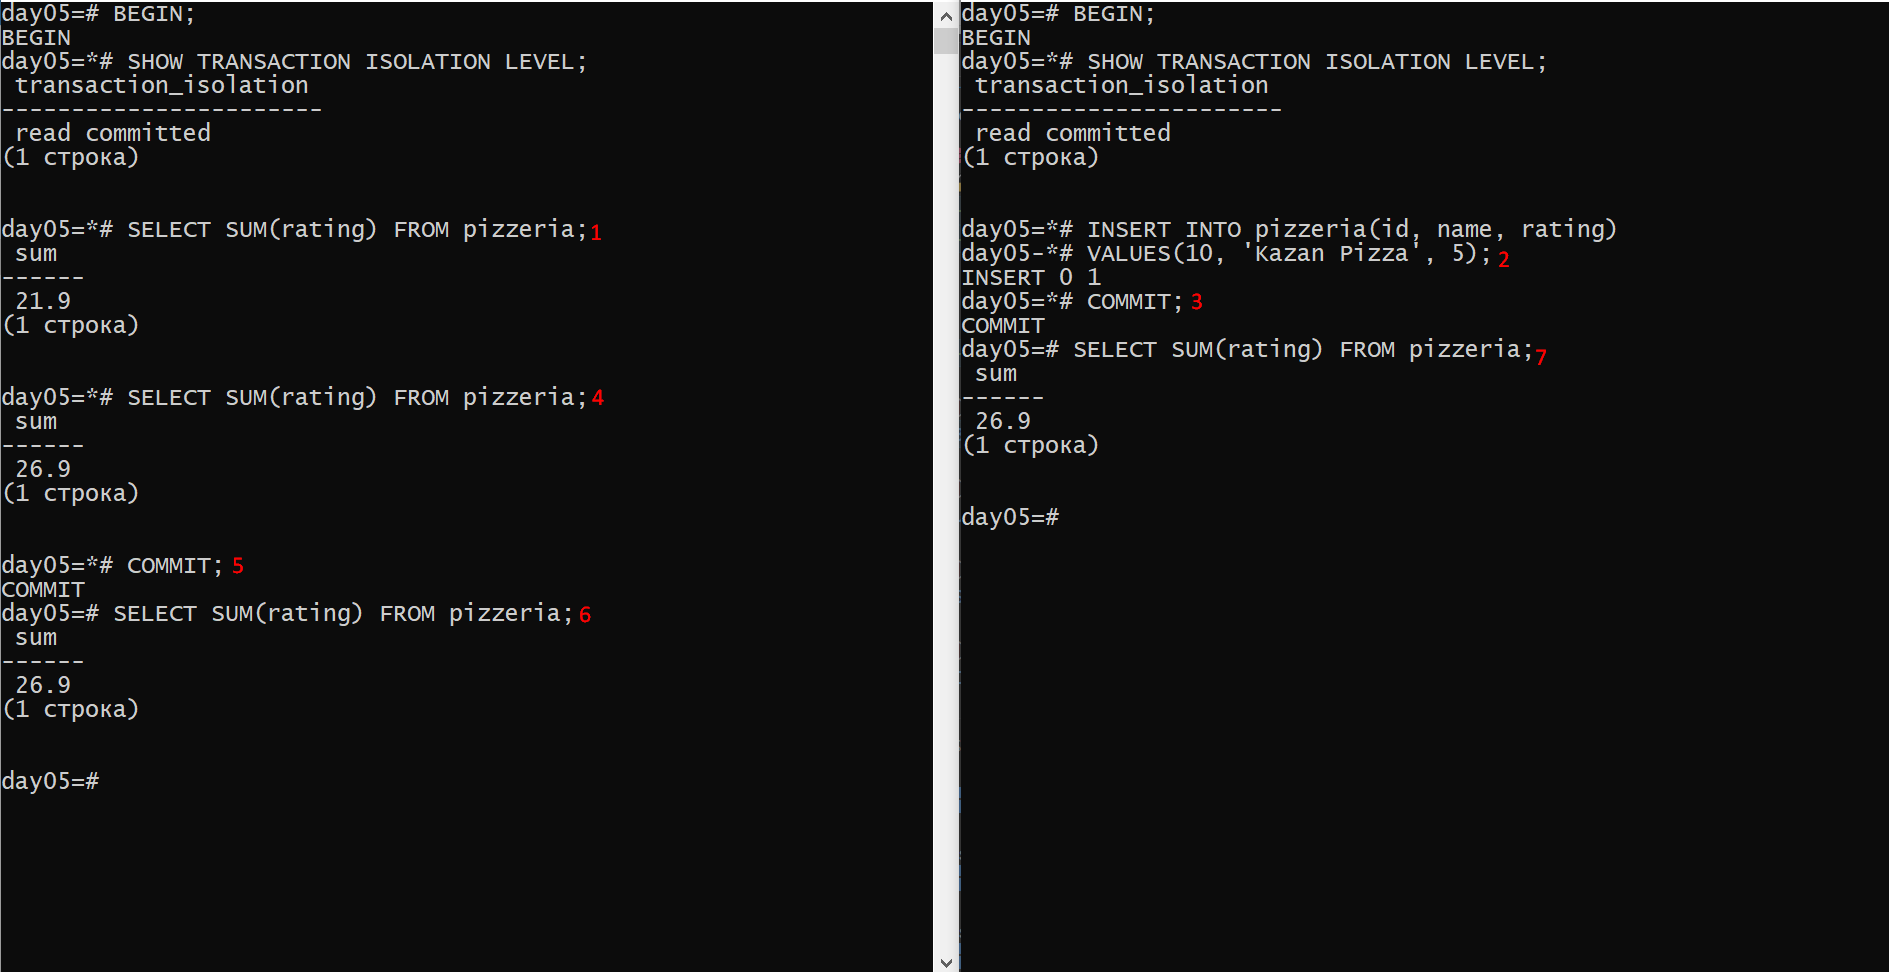 day05=# BEGIN;
BEGIN
day05=*# SHOW TRANSACTION ISOLATION LEVEL;
 transaction_isolation
-----------------------
 read committed
(1 строка)
day05=*# SELECT SUM(rating) FROM pizzeria;1
 sum
------
 21.9
(1 строка)
day05=*# SELECT SUM(rating) FROM pizzeria;4
 sum
------
 26.9
(1 строка)
day05=*# COMMIT; 5
COMMIT
day05=# SELECT SUM(rating) FROM pizzeria;6
 sum
------
 26.9
(1 строка)
day05=#
day05=# BEGIN;
BEGIN
day05=*# SHOW TRANSACTION ISOLATION LEVEL;
 transaction_isolation
-----------------------
 read committed
(1 строка)
day05=*# INSERT INTO pizzeria(id, name, rating)
day05-*# VALUES(10, 'Kazan Pizza', 5); 2
INSERT 0 1
day05=*# COMMIT; 3
COMMIT
day05=# SELECT SUM(rating) FROM pizzeria;7
 sum
------
 26.9
(1 строка)
day05=#